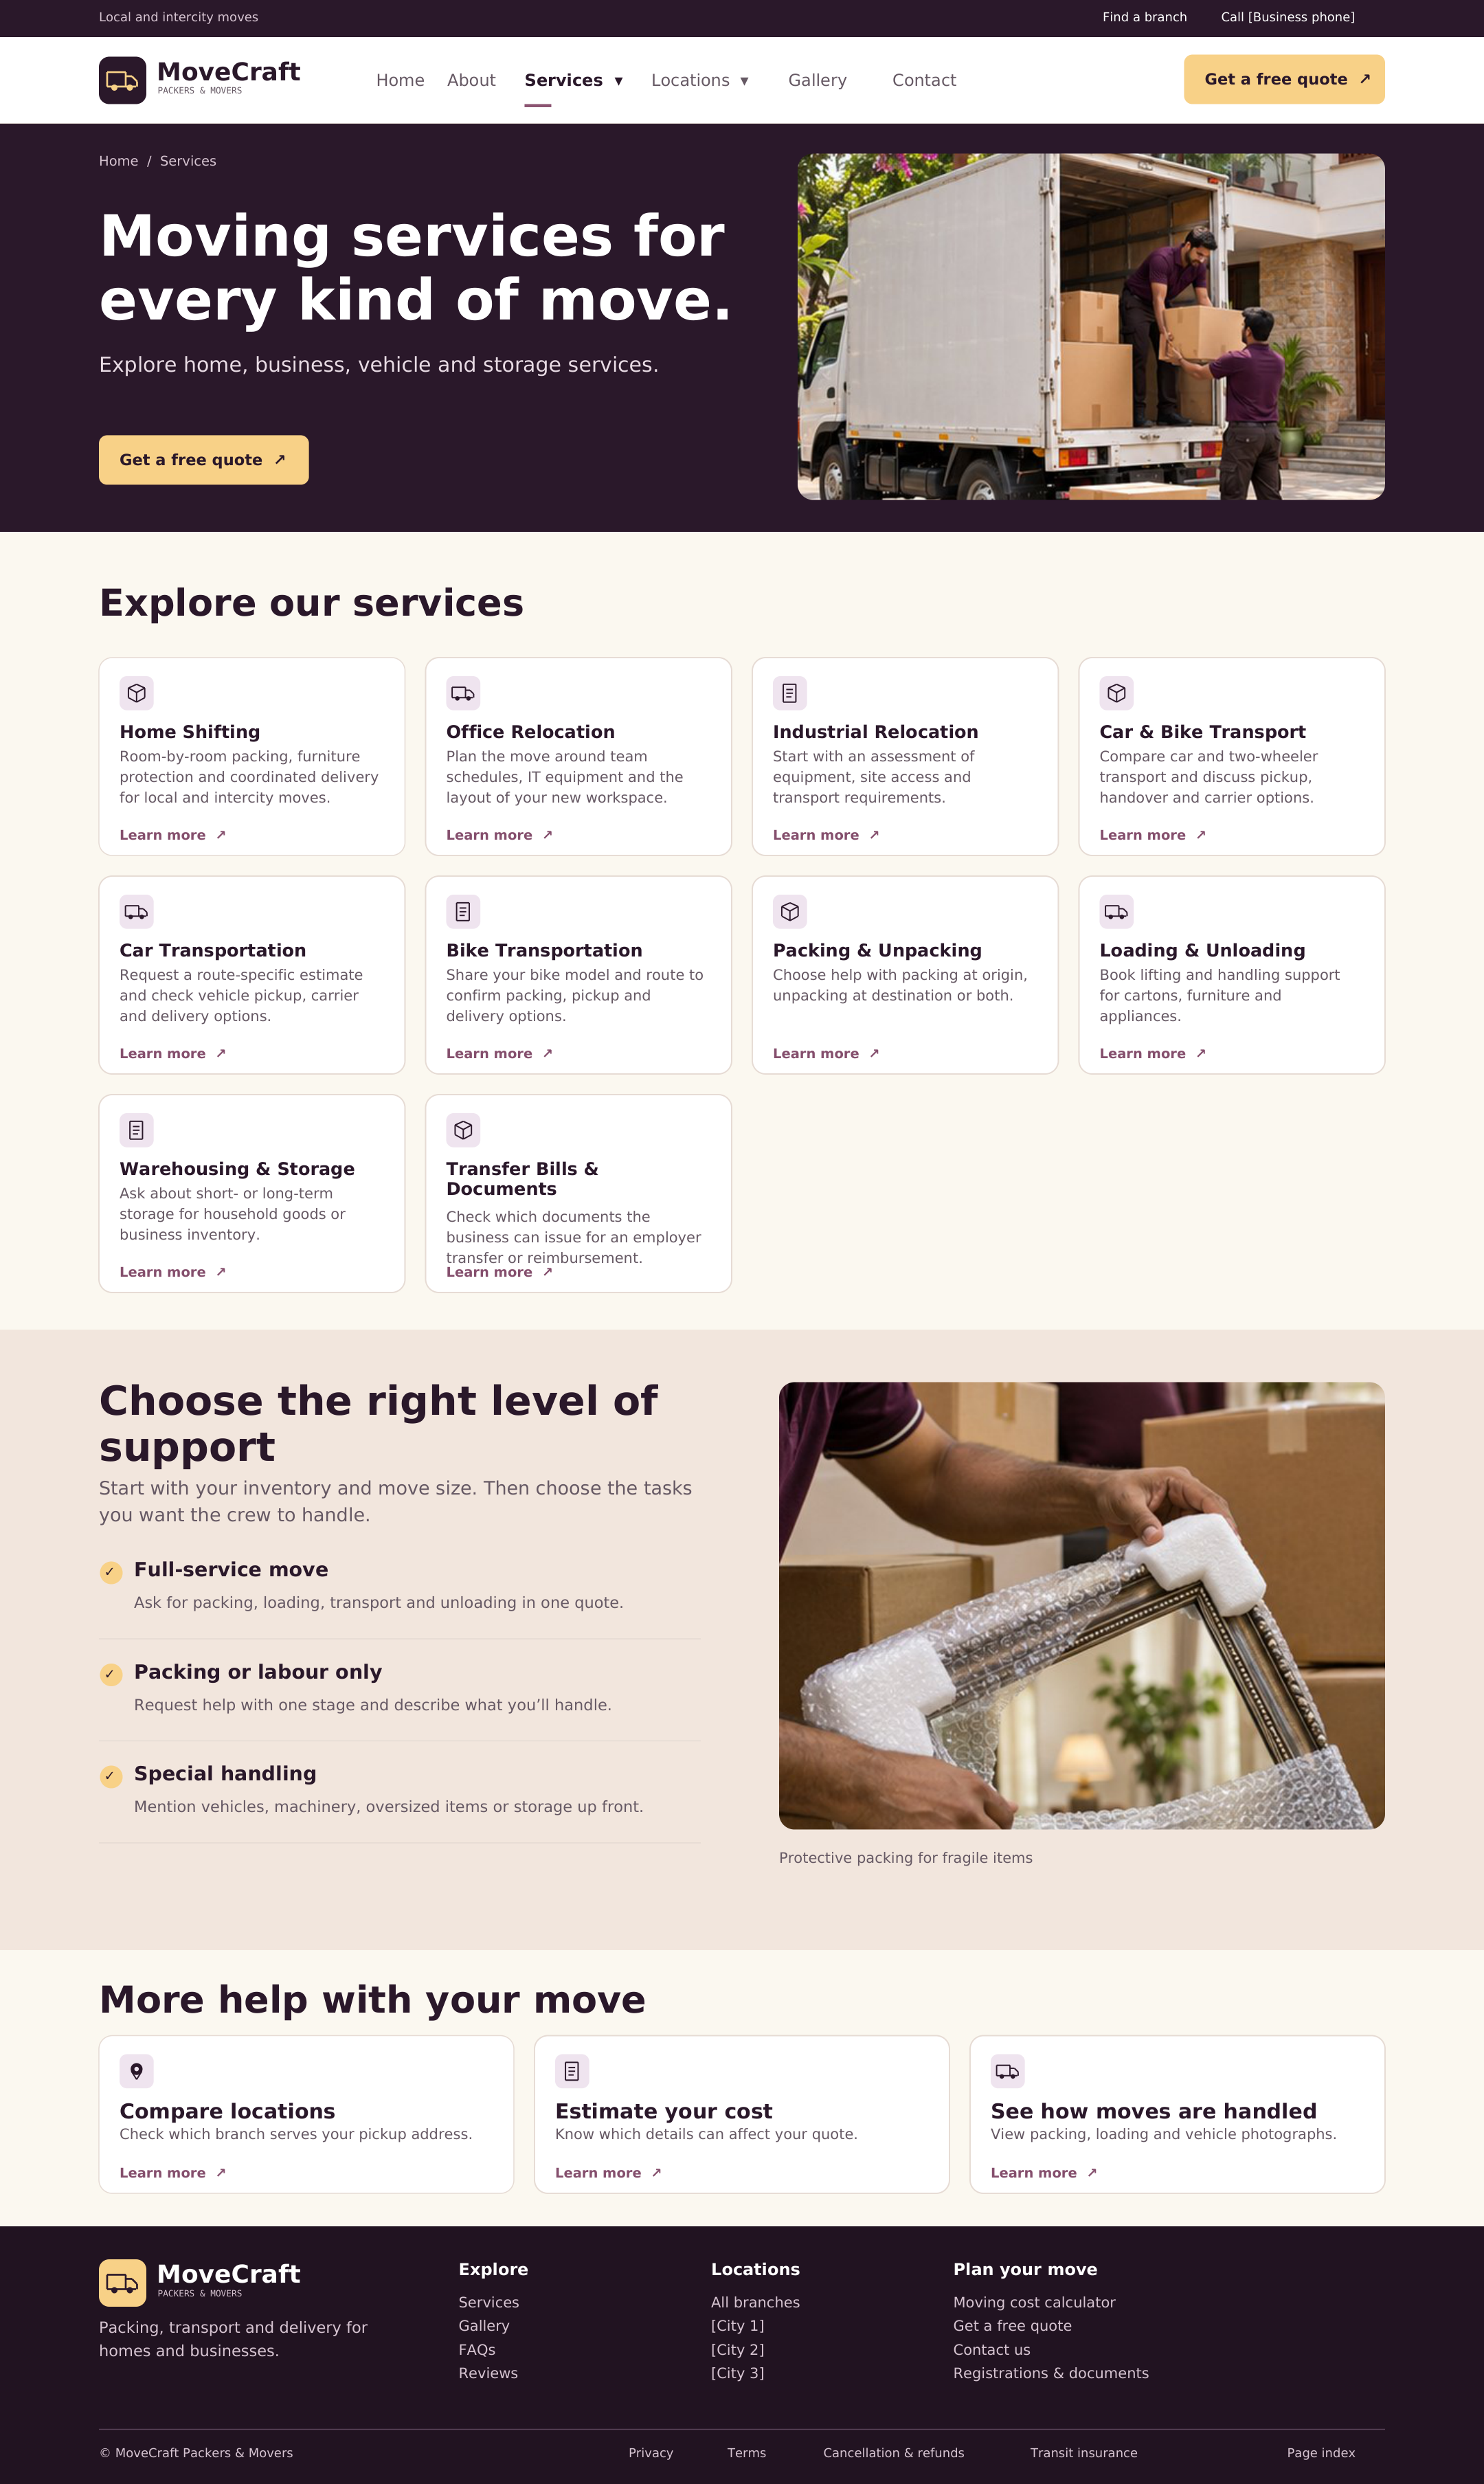 Local and intercity moves
Find a branch
Call [Business phone]
MoveCraft
PACKERS & MOVERS
Home
About
Services ▾
Locations ▾
Gallery
Contact
Get a free quote ↗
Home / Services
Moving services for
every kind of move.
Explore home, business, vehicle and storage services.
Get a free quote ↗
Explore our services
Home Shifting
Room-by-room packing, furniture
protection and coordinated delivery
for local and intercity moves.
Learn more ↗
Office Relocation
Plan the move around team
schedules, IT equipment and the
layout of your new workspace.
Learn more ↗
Industrial Relocation
Start with an assessment of
equipment, site access and
transport requirements.
Learn more ↗
Car & Bike Transport
Compare car and two-wheeler
transport and discuss pickup,
handover and carrier options.
Learn more ↗
Car Transportation
Request a route-specific estimate
and check vehicle pickup, carrier
and delivery options.
Learn more ↗
Bike Transportation
Share your bike model and route to
confirm packing, pickup and
delivery options.
Learn more ↗
Packing & Unpacking
Choose help with packing at origin,
unpacking at destination or both.
Learn more ↗
Loading & Unloading
Book lifting and handling support
for cartons, furniture and
appliances.
Learn more ↗
Warehousing & Storage
Ask about short- or long-term
storage for household goods or
business inventory.
Learn more ↗
Transfer Bills &
Documents
Check which documents the
business can issue for an employer
transfer or reimbursement.
Learn more ↗
Choose the right level of
support
Start with your inventory and move size. Then choose the tasks
you want the crew to handle.
✓ Full-service move
Ask for packing, loading, transport and unloading in one quote.
✓ Packing or labour only
Request help with one stage and describe what you’ll handle.
✓ Special handling
Mention vehicles, machinery, oversized items or storage up front.
Protective packing for fragile items
More help with your move
Compare locations
Check which branch serves your pickup address.
Learn more ↗
Estimate your cost
Know which details can affect your quote.
Learn more ↗
See how moves are handled
View packing, loading and vehicle photographs.
Learn more ↗
MoveCraft
PACKERS & MOVERS
Packing, transport and delivery for
homes and businesses.
Explore
Services
Gallery
FAQs
Reviews
Locations
All branches
[City 1]
[City 2]
[City 3]
Plan your move
Moving cost calculator
Get a free quote
Contact us
Registrations & documents
© MoveCraft Packers & Movers
Privacy
Terms
Cancellation & refunds
Transit insurance
Page index